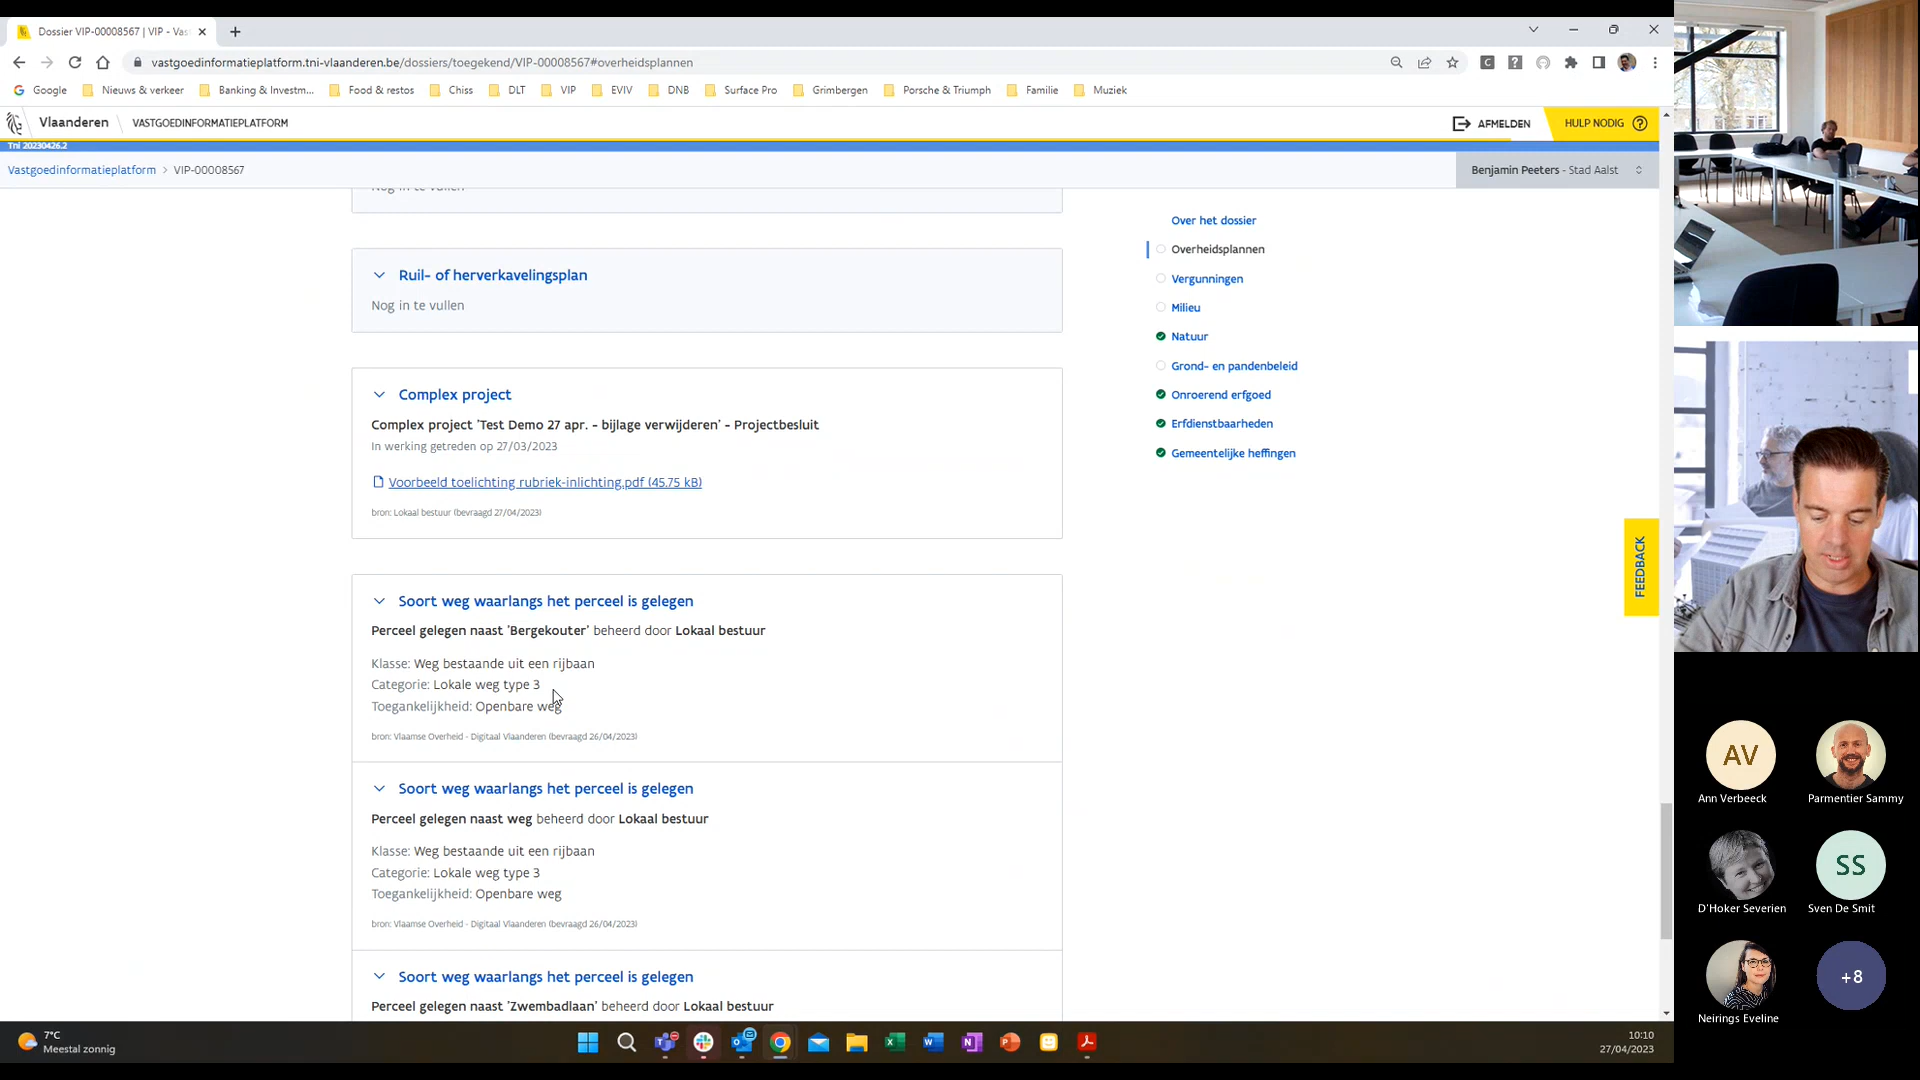 Dossier VIP-00008567 | VIP - Vas
vastgoedinformatieplatform.tni-vlaanderen.be/dossiers/toegekend/VIP-00008567#overheidsplannen
Google Nieuws & verkeer Banking & Investm... Food & restos Chiss DLT VIP EVIV DNB Surface Pro Grimbergen Porsche & Triumph Familie Muziek
Vlaanderen VASTGOEDINFORMATIEPLATFORM AFMELDEN HULP NODIG
Tni 20230426.2
Vastgoedinformatieplatform > VIP-00008567 Benjamin Peeters - Stad Aalst
Nog in te vullen
Ruil- of herverkavelingsplan
Nog in te vullen
Complex project
Complex project 'Test Demo 27 apr. - bijlage verwijderen' - Projectbesluit
In werking getreden op 27/03/2023
Voorbeeld toelichting rubriek-inlichting.pdf (45.75 kB)
bron: Lokaal bestuur (bevraagd 27/04/2023)
Soort weg waarlangs het perceel is gelegen
Perceel gelegen naast 'Bergekouter' beheerd door Lokaal bestuur
Klasse: Weg bestaande uit een rijbaan
Categorie: Lokale weg type 3
Toegankelijkheid: Openbare weg
bron: Vlaamse Overheid - Digitaal Vlaanderen (bevraagd 26/04/2023)
Soort weg waarlangs het perceel is gelegen
Perceel gelegen naast weg beheerd door Lokaal bestuur
Klasse: Weg bestaande uit een rijbaan
Categorie: Lokale weg type 3
Toegankelijkheid: Openbare weg
bron: Vlaamse Overheid - Digitaal Vlaanderen (bevraagd 26/04/2023)
Soort weg waarlangs het perceel is gelegen
Perceel gelegen naast 'Zwembadlaan' beheerd door Lokaal bestuur
Over het dossier
Overheidsplannen
Vergunningen
Milieu
Natuur
Grond- en pandenbeleid
Onroerend erfgoed
Erfdienstbaarheden
Gemeentelijke heffingen
FEEDBACK
AV
Ann Verbeeck
Parmentier Sammy
D'Hoker Severien
SS
Sven De Smit
Neirings Eveline
+8
7°C
Meestal zonnig
10:10
27/04/2023